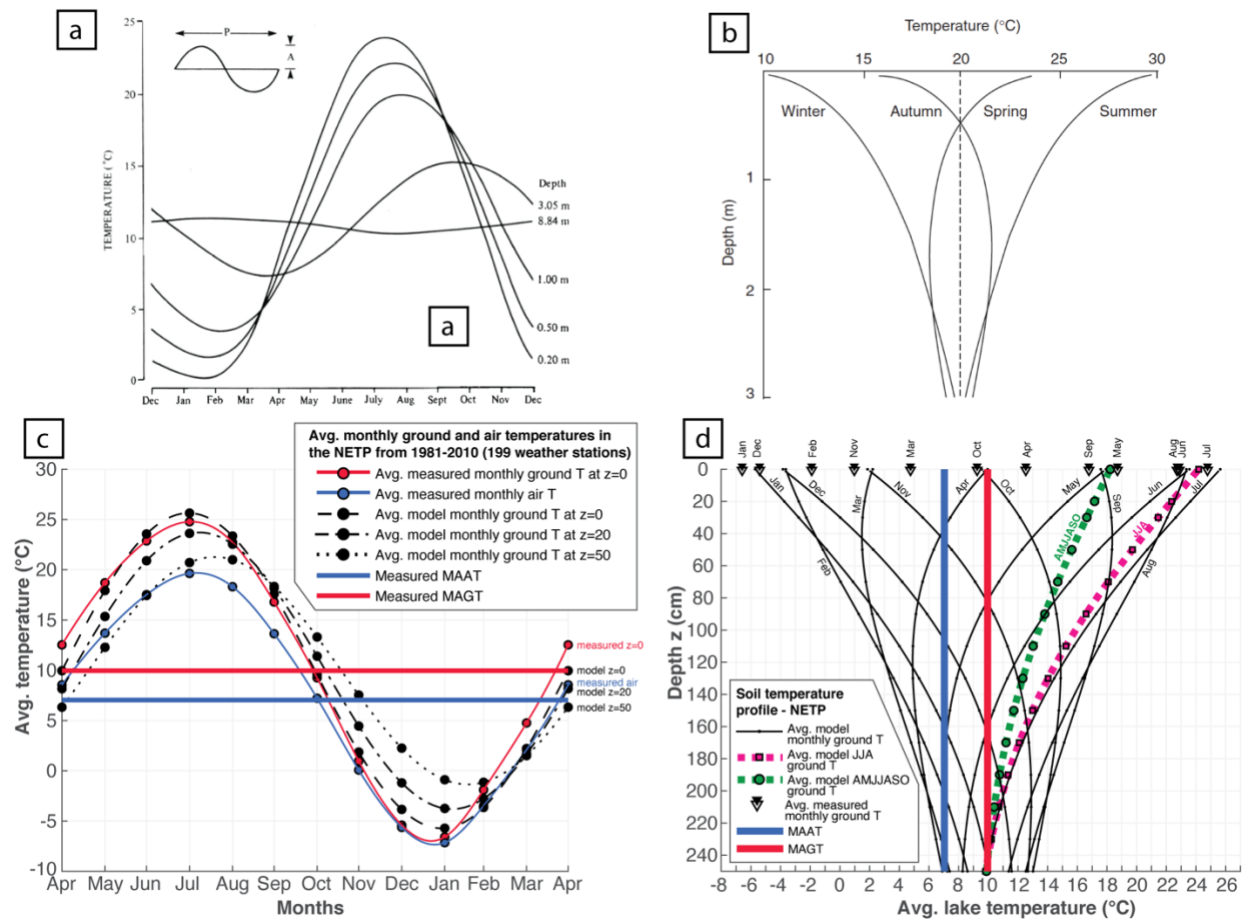 a
P
A
TEMPERATURE (°C)
25
20
15
10
5
0
Depth
3.05 m
8.84 m
1.00 m
0.50 m
0.20 m
a
Dec Jan Feb Mar Apr May June July Aug Sept Oct Nov Dec
b
Temperature (°C)
10 15 20 25 30
Winter Autumn Spring Summer
Depth (m)
1
2
3
c
Avg. monthly ground and air temperatures in
the NETP from 1981-2010 (199 weather stations)
Avg. measured monthly ground T at z=0
Avg. measured monthly air T
Avg. model monthly ground T at z=0
Avg. model monthly ground T at z=20
Avg. model monthly ground T at z=50
Measured MAAT
Measured MAGT
Avg. temperature (°C)
30
25
20
15
10
5
0
-5
-10
measured z=0
model z=0
measured air
model z=20
model z=50
Apr May Jun Jul Aug Sep Oct Nov Dec Jan Feb Mar Apr
Months
d
Jan Dec Feb Nov Mar Oct Apr Sep May Aug Jun Jul
Depth z (cm)
0
20
40
60
80
100
120
140
160
180
200
220
240
Jan Dec Mar Nov Apr Oct May Sep Jun Jul
Feb
Aug
AMJJASO
JJA
Soil temperature
profile - NETP
Avg. model
monthly ground T
Avg. model JJA
ground T
Avg. model AMJJASO
ground T
Avg. measured
monthly ground T
MAAT
MAGT
-8 -6 -4 -2 0 2 4 6 8 10 12 14 16 18 20 22 24 26
Avg. lake temperature (°C)